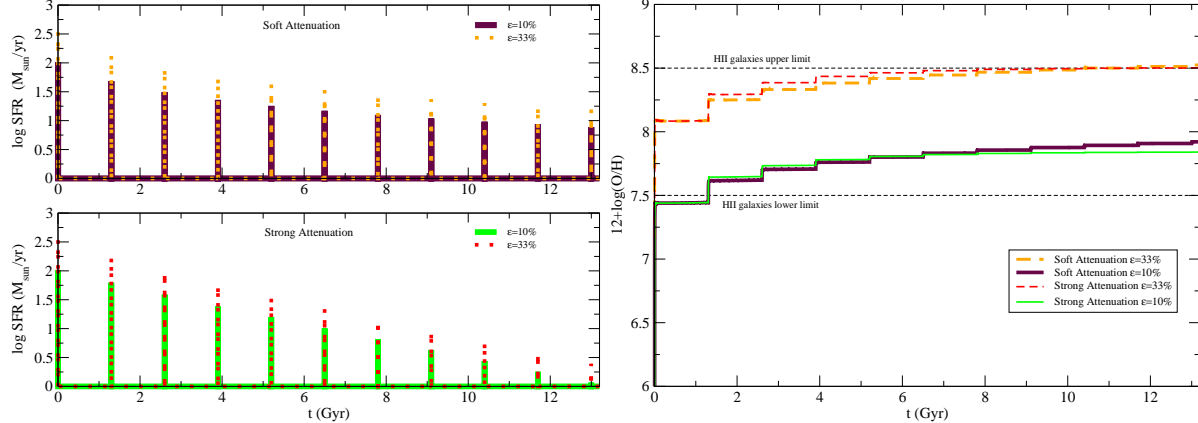 3
2.5
2
1.5
1
0.5
0
log SFR (M_sun/yr)
Soft Attenuation
ε=10%
ε=33%
0 2 4 6 8 10 12
2.5
2
1.5
1
0.5
0
log SFR (M_sun/yr)
Strong Attenuation
ε=10%
ε=33%
0 2 4 6 8 10 12
t (Gyr)
9
8.5
8
7.5
7
6.5
6
12+log(O/H)
HII galaxies upper limit
HII galaxies lower limit
Soft Attenuation ε=33%
Soft Attenuation ε=10%
Strong Attenuation ε=33%
Strong Attenuation ε=10%
0 2 4 6 8 10 12
t (Gyr)